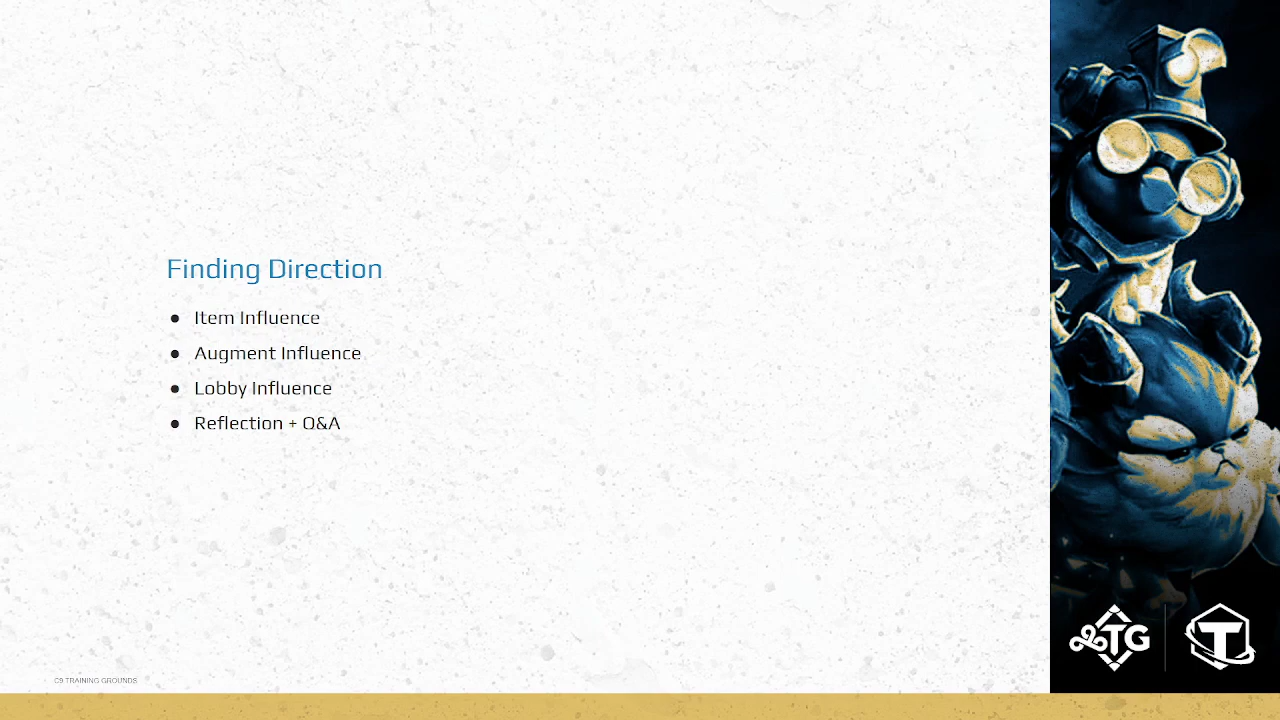 Finding Direction
● Item Influence
● Augment Influence
● Lobby Influence
● Reflection + Q&A
C9 TRAINING GROUNDS
TG
T